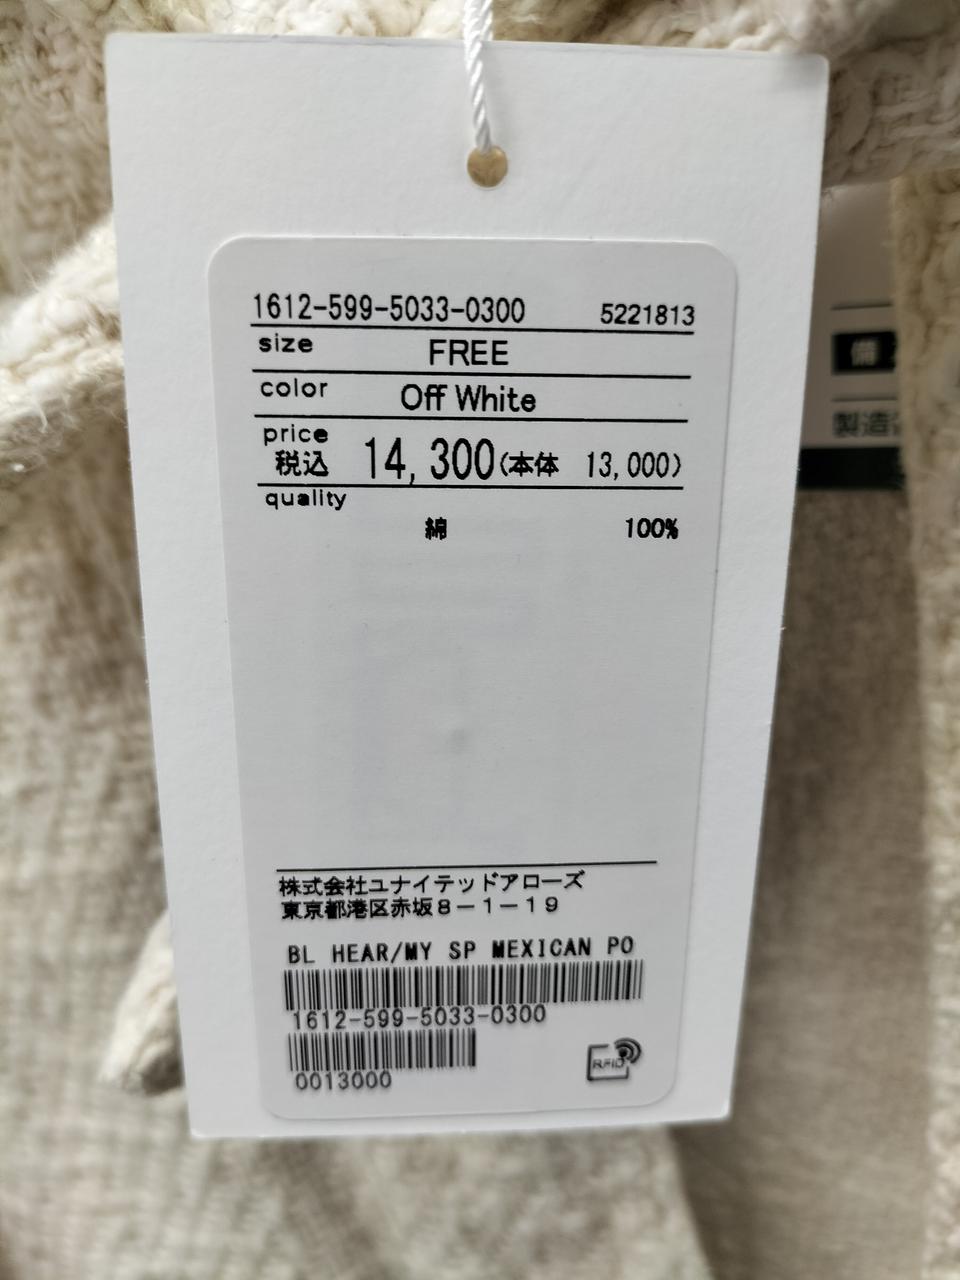 1612-599-5033-0300 5221813
size FREE
color Off White
price
税込 14,300(本体 13,000)
quality
綿 100%
株式会社ユナイテッドアローズ
東京都港区赤坂8-1-19
BL HEAR/MY SP MEXICAN PO
1612-599-5033-0300
0013000
RFID
備
製造